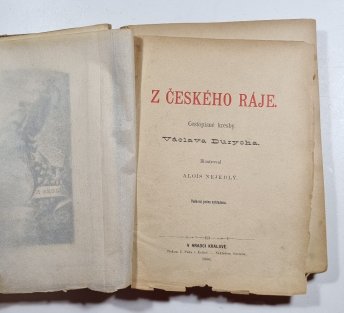 Z ČESKÉHO RÁJE.
Cestopisné kresby
Václava Durycha.
Illustroval
ALOIS NEJEDLÝ.
V HRADCI KRÁLOVÉ.